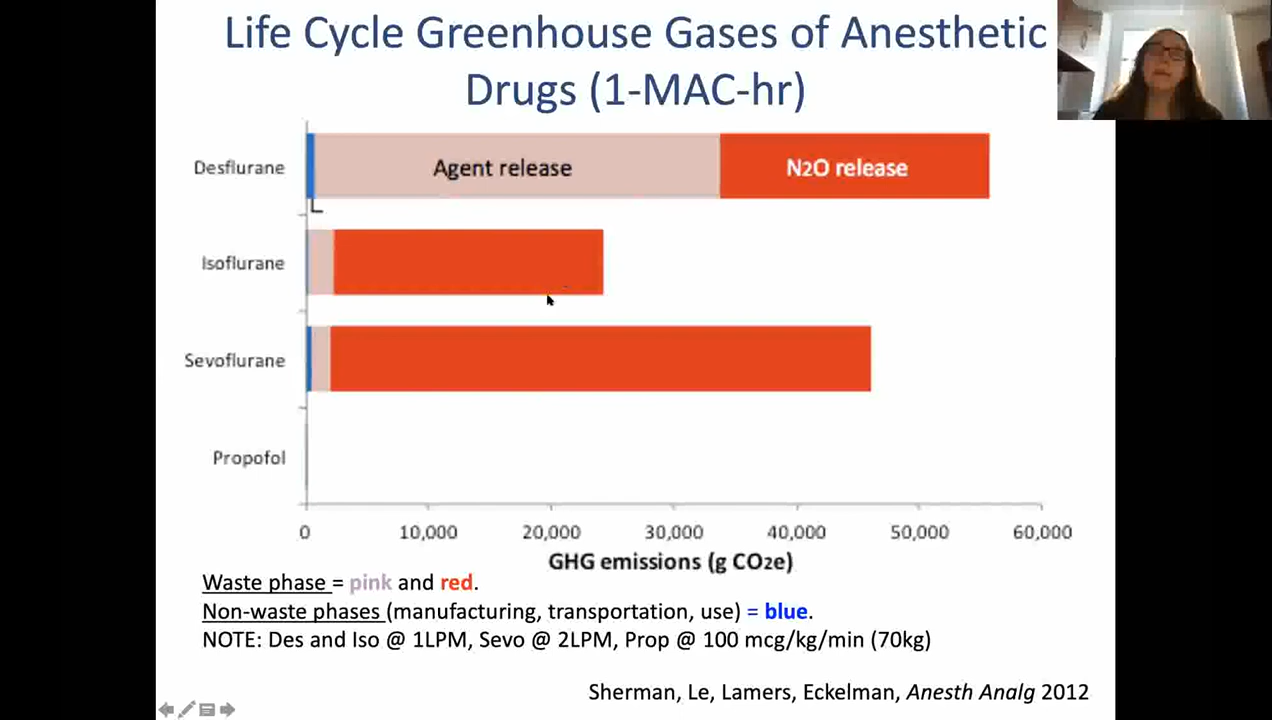 Life Cycle Greenhouse Gases of Anesthetic
Drugs (1-MAC-hr)
Desflurane
Agent release
N2O release
Isoflurane
Sevoflurane
Propofol
0
10,000
20,000
30,000
40,000
50,000
60,000
GHG emissions (g CO2e)
Waste phase = pink and red.
Non-waste phases (manufacturing, transportation, use) = blue.
NOTE: Des and Iso @ 1LPM, Sevo @ 2LPM, Prop @ 100 mcg/kg/min (70kg)
Sherman, Le, Lamers, Eckelman, Anesth Analg 2012